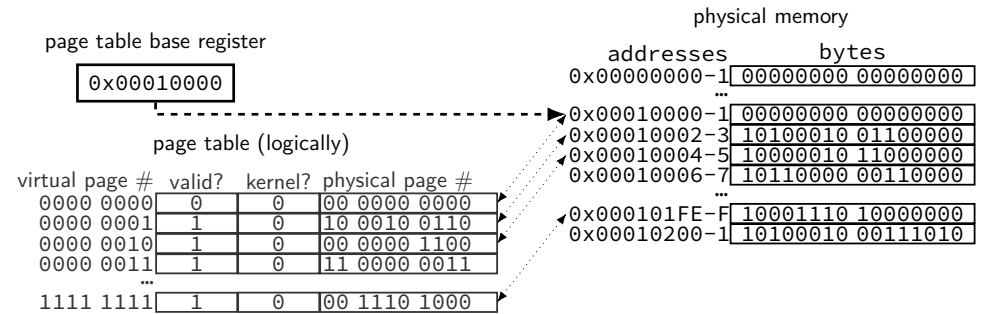 physical memory
page table base register
0x00010000
addresses bytes
0x00000000-1 00000000 00000000
…
0x00010000-1 00000000 00000000
0x00010002-3 10100010 01100000
0x00010004-5 10000010 11000000
0x00010006-7 10110000 00110000
…
0x000101FE-F 10001110 10000000
0x00010200-1 10100010 00111010
page table (logically)
virtual page # valid? kernel? physical page #
0000 0000 0 0 00 0000 0000
0000 0001 1 0 10 0010 0110
0000 0010 1 0 00 0000 1100
0000 0011 1 0 11 0000 0011
…
1111 1111 1 0 00 1110 1000